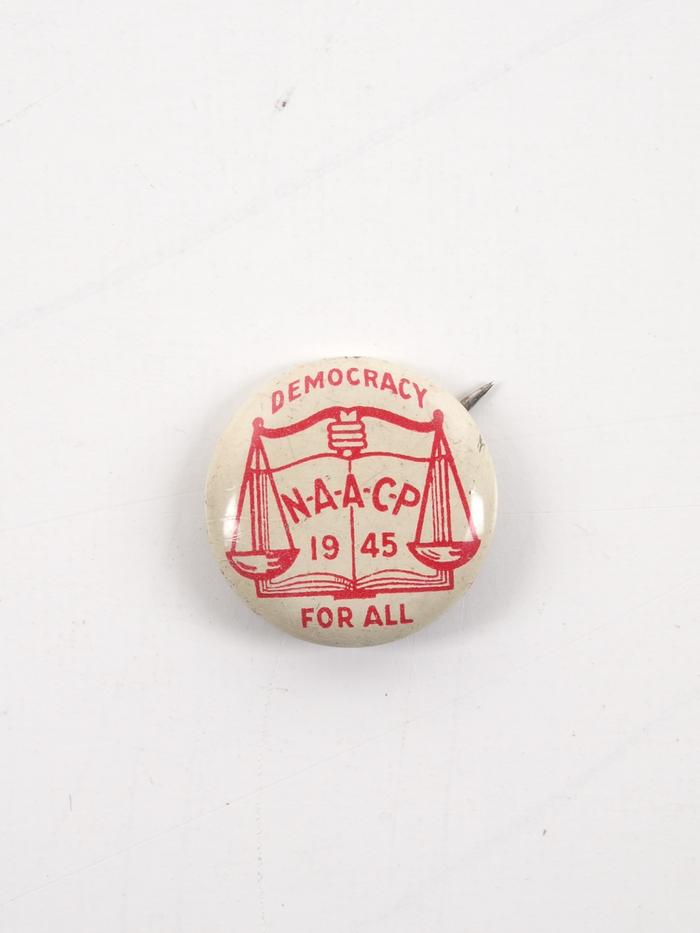 DEMOCRACY
N-A-A-C-P
19 45
FOR ALL